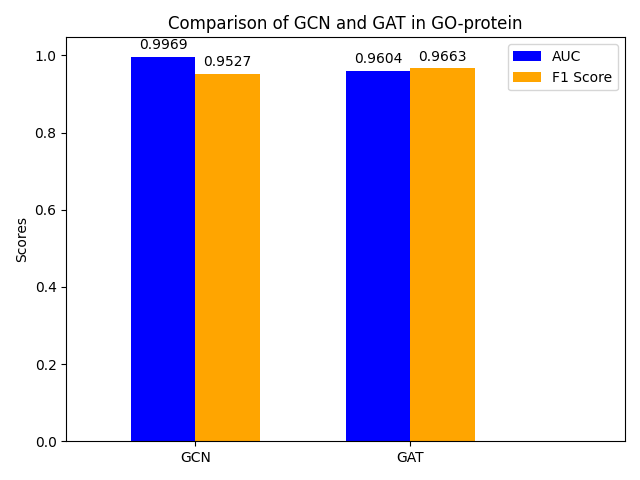 Comparison of GCN and GAT in GO-protein
0.9969
0.9527
0.9604
0.9663
AUC
F1 Score
Scores
1.0
0.8
0.6
0.4
0.2
0.0
GCN
GAT